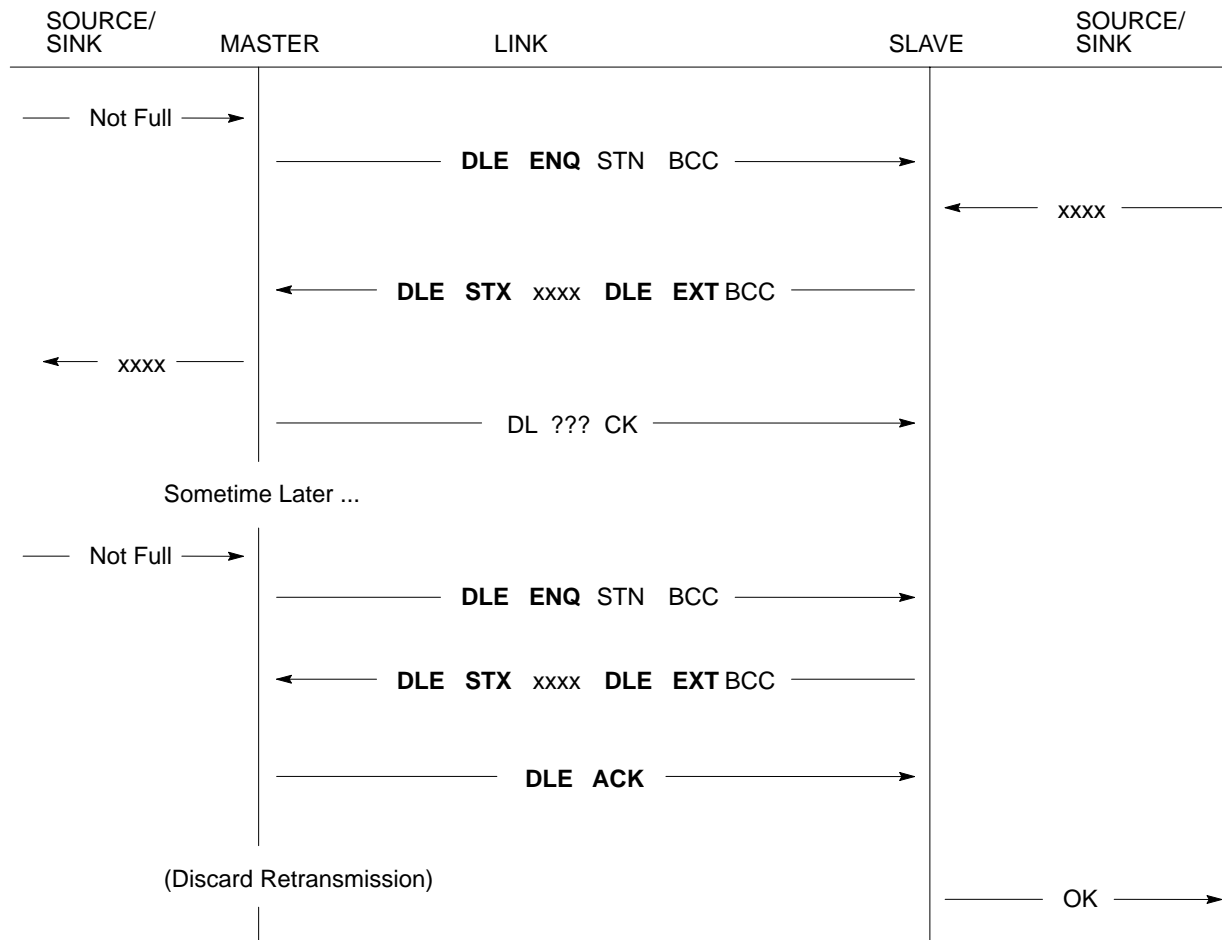 SOURCE/ SOURCE/
SINK MASTER LINK SLAVE SINK
Not Full
DLE ENQ STN BCC
xxxx
DLE STX xxxx DLE EXT BCC
xxxx
DL ??? CK
Sometime Later ...
Not Full
DLE ENQ STN BCC
DLE STX xxxx DLE EXT BCC
DLE ACK
(Discard Retransmission)
OK